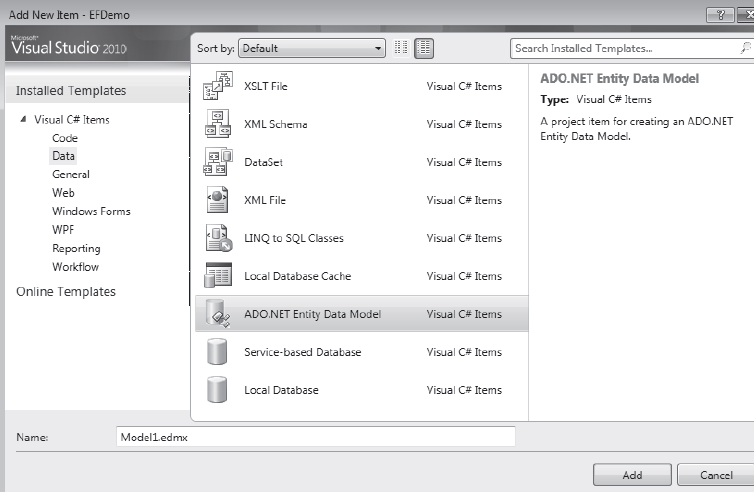 Add New Item - EFDemo
Microsoft®
Visual Studio® 2010
Sort by: Default
Search Installed Templates...
Installed Templates
Visual C# Items
Code
Data
General
Web
Windows Forms
WPF
Reporting
Workflow
Online Templates
XSLT File Visual C# Items
XML Schema Visual C# Items
DataSet Visual C# Items
XML File Visual C# Items
LINQ to SQL Classes Visual C# Items
Local Database Cache Visual C# Items
ADO.NET Entity Data Model Visual C# Items
Service-based Database Visual C# Items
Local Database Visual C# Items
ADO.NET Entity Data Model
Type: Visual C# Items
A project item for creating an ADO.NET
Entity Data Model.
Name: Model1.edmx
Add Cancel